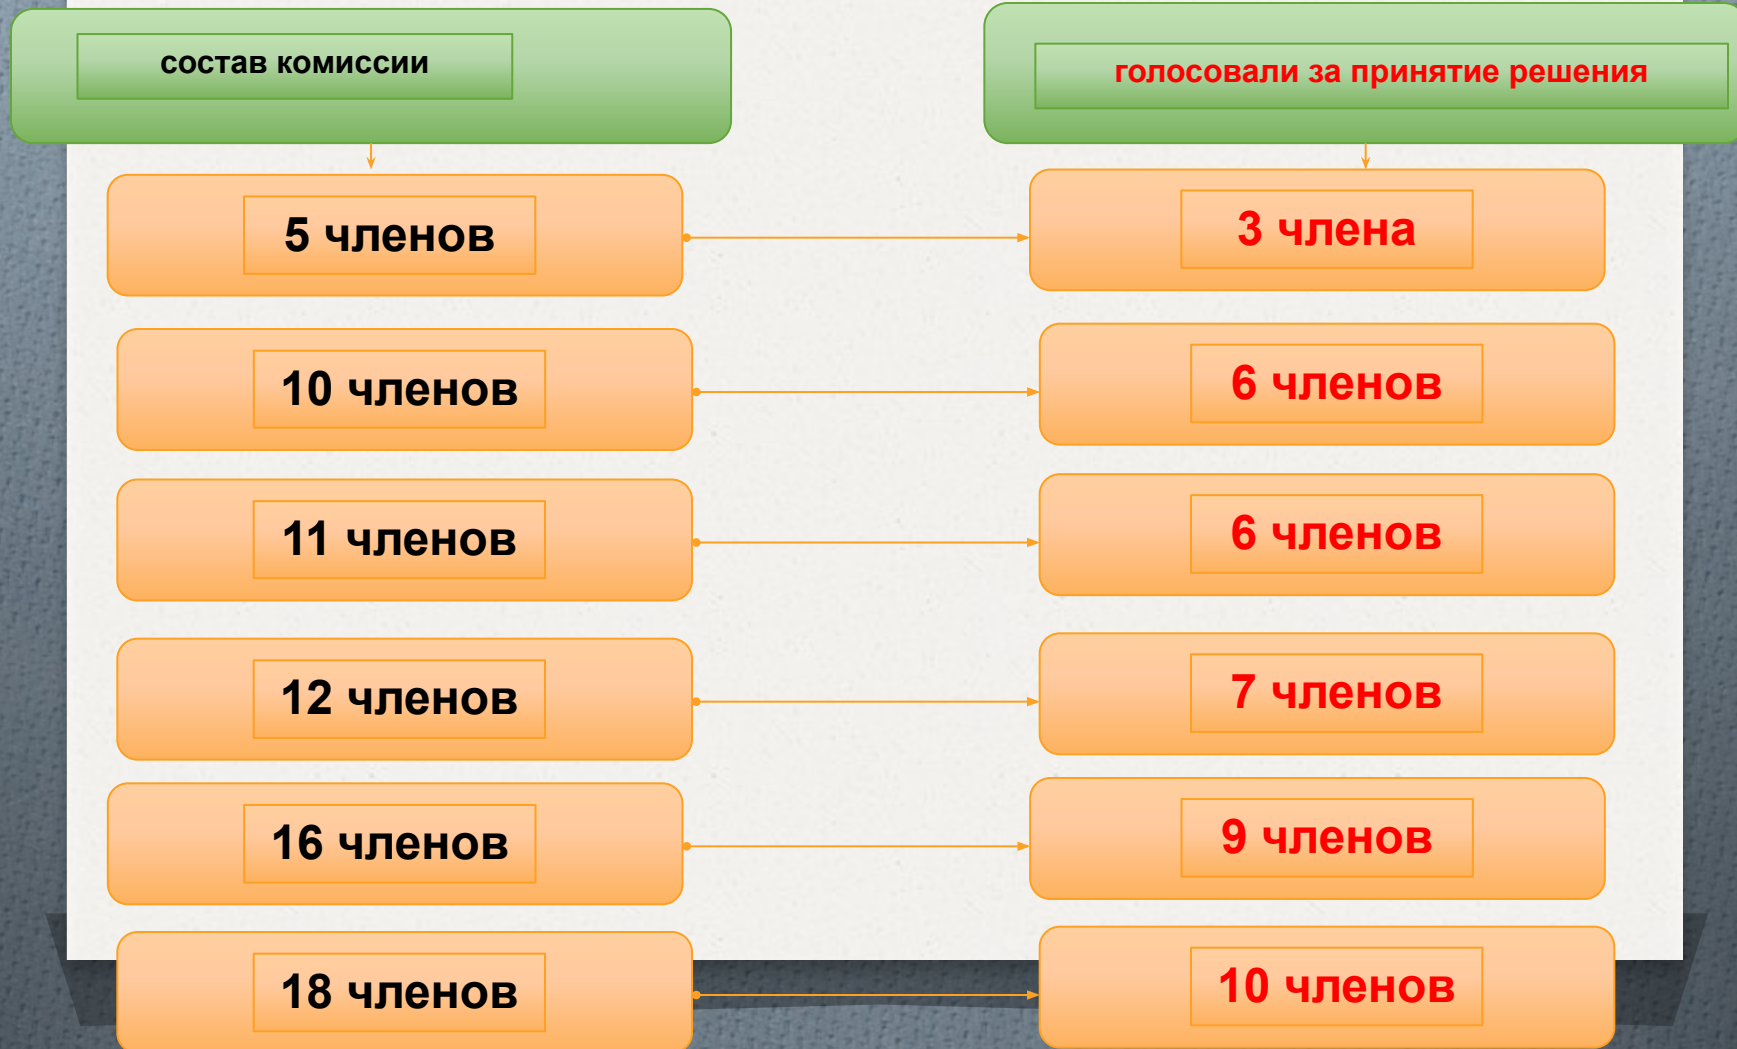 состав комиссии
голосовали за принятие решения
5 членов
3 члена
10 членов
6 членов
11 членов
6 членов
12 членов
7 членов
16 членов
9 членов
18 членов
10 членов